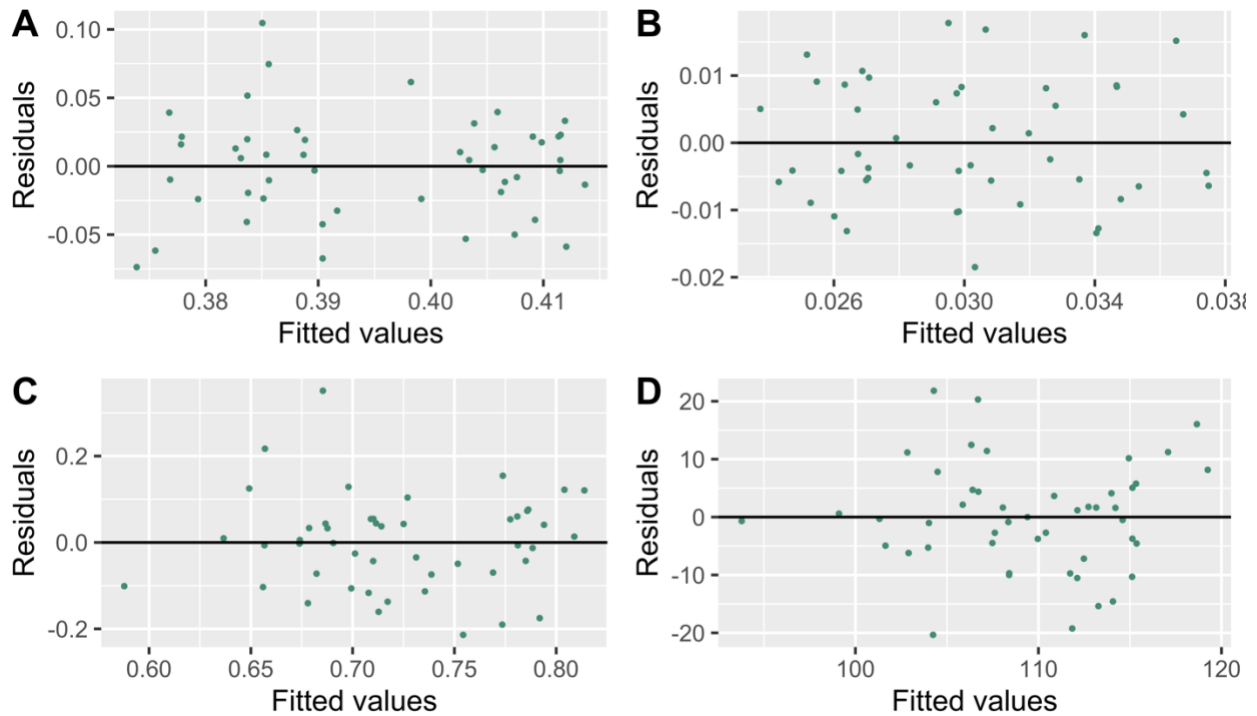 A
Residuals
0.10
0.05
0.00
-0.05
0.38 0.39 0.40 0.41
Fitted values
B
Residuals
0.01
0.00
-0.01
-0.02
0.026 0.030 0.034 0.038
Fitted values
C
Residuals
0.2
0.0
-0.2
0.60 0.65 0.70 0.75 0.80
Fitted values
D
Residuals
20
10
0
-10
-20
100 110 120
Fitted values